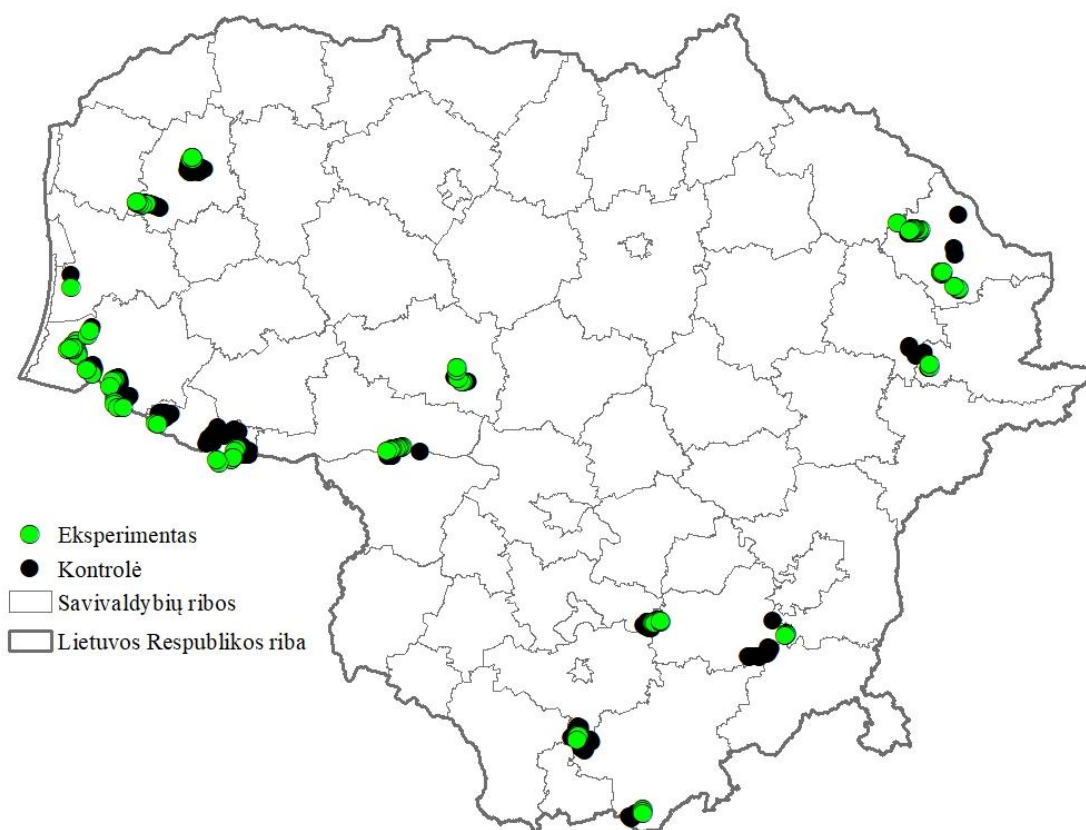 Eksperimentas
Kontrolė
Savivaldybių ribos
Lietuvos Respublikos riba